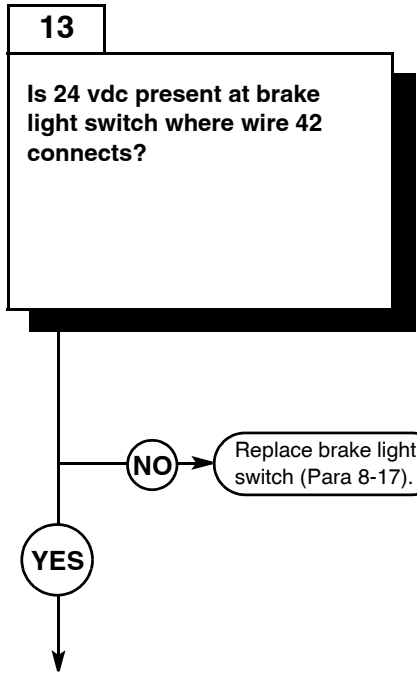 13
Is 24 vdc present at brake
light switch where wire 42
connects?
NO
Replace brake light
switch (Para 8-17).
YES